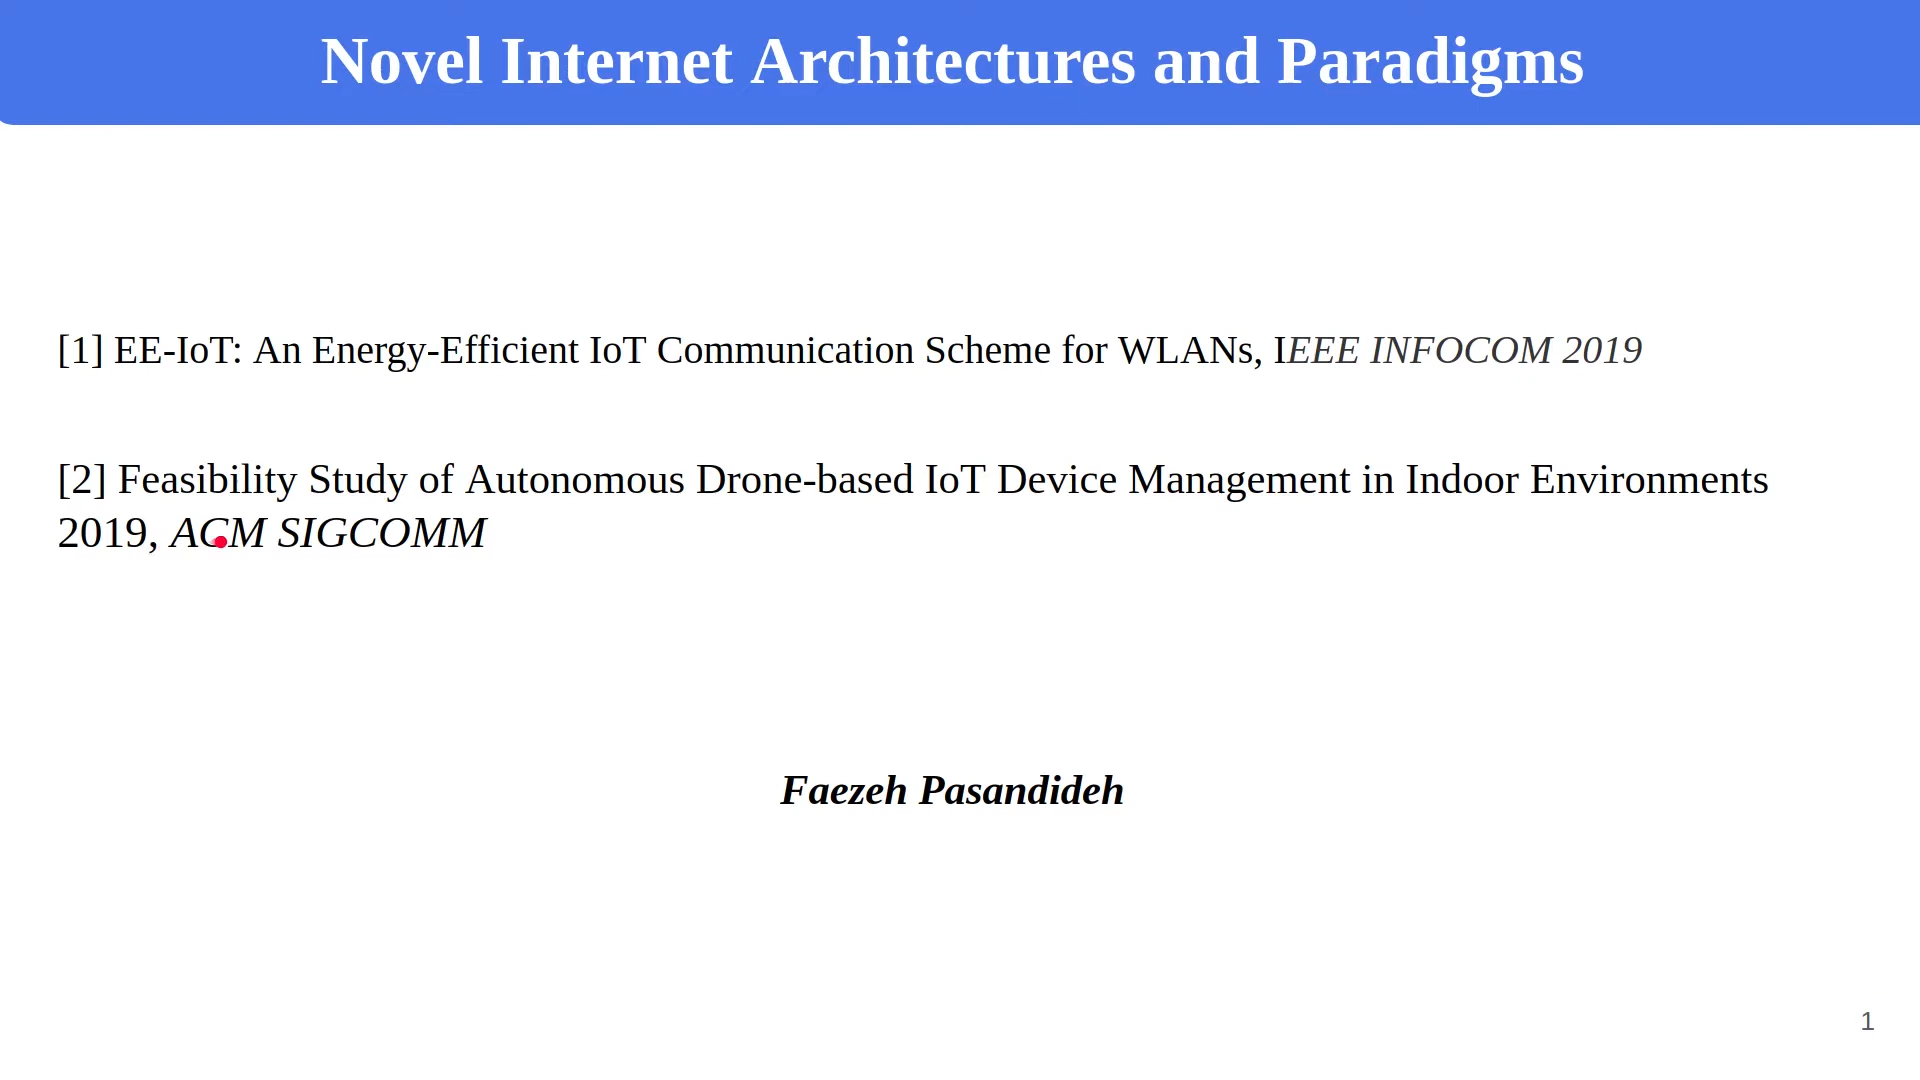 Novel Internet Architectures and Paradigms
[1] EE-IoT: An Energy-Efficient IoT Communication Scheme for WLANs, IEEE INFOCOM 2019
[2] Feasibility Study of Autonomous Drone-based IoT Device Management in Indoor Environments
2019, ACM SIGCOMM
Faezeh Pasandideh
1